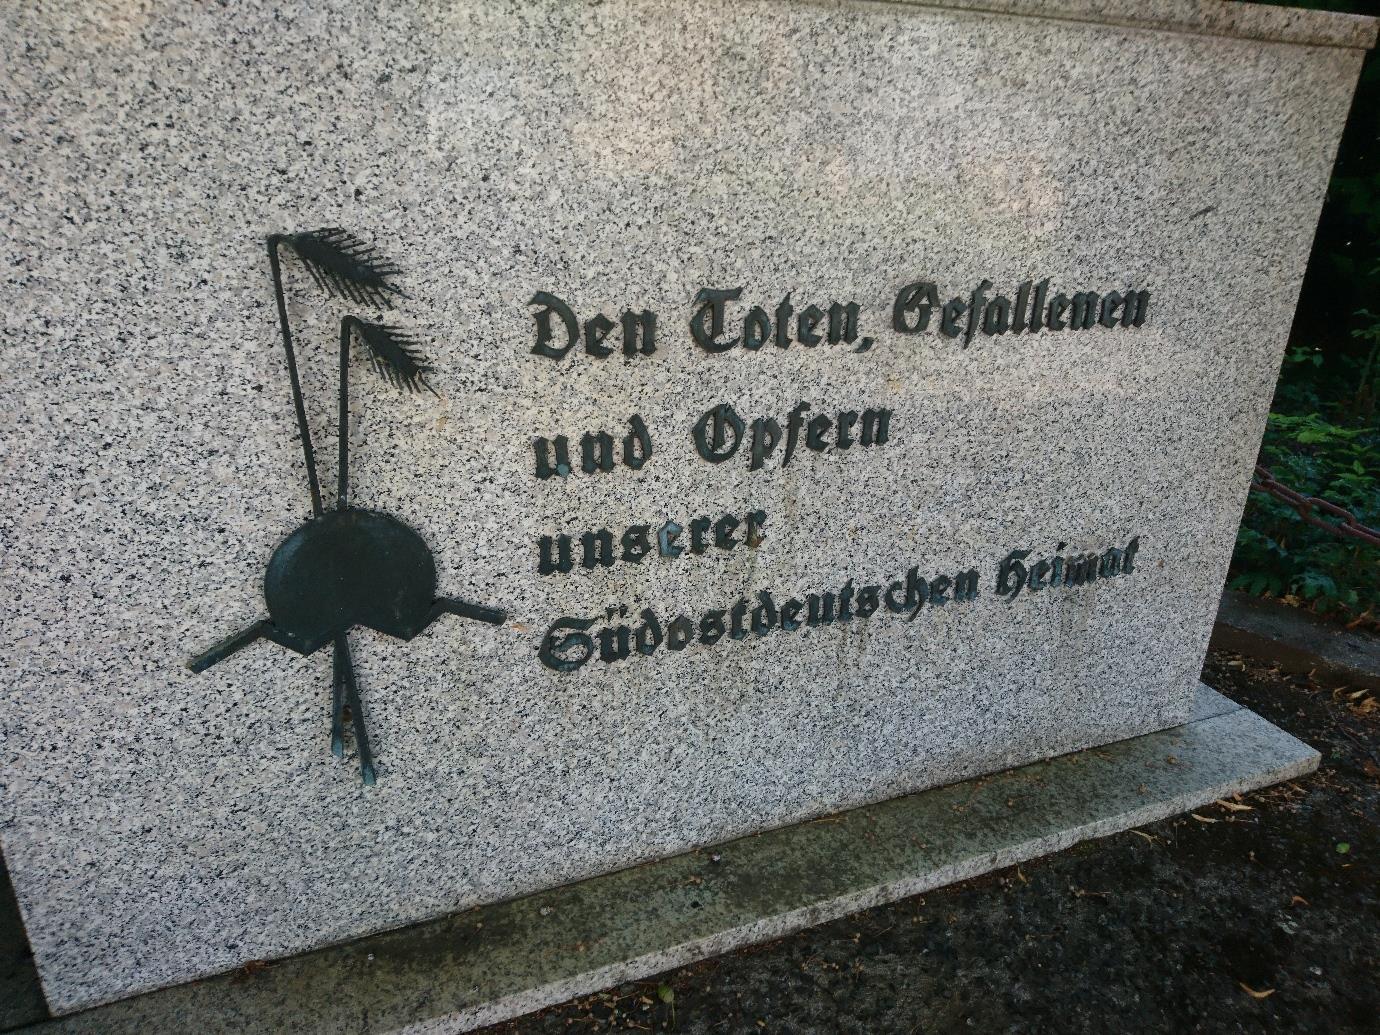 Den Toten, Gefallenen
und Opfern
unserer
Südostdeutschen Heimat